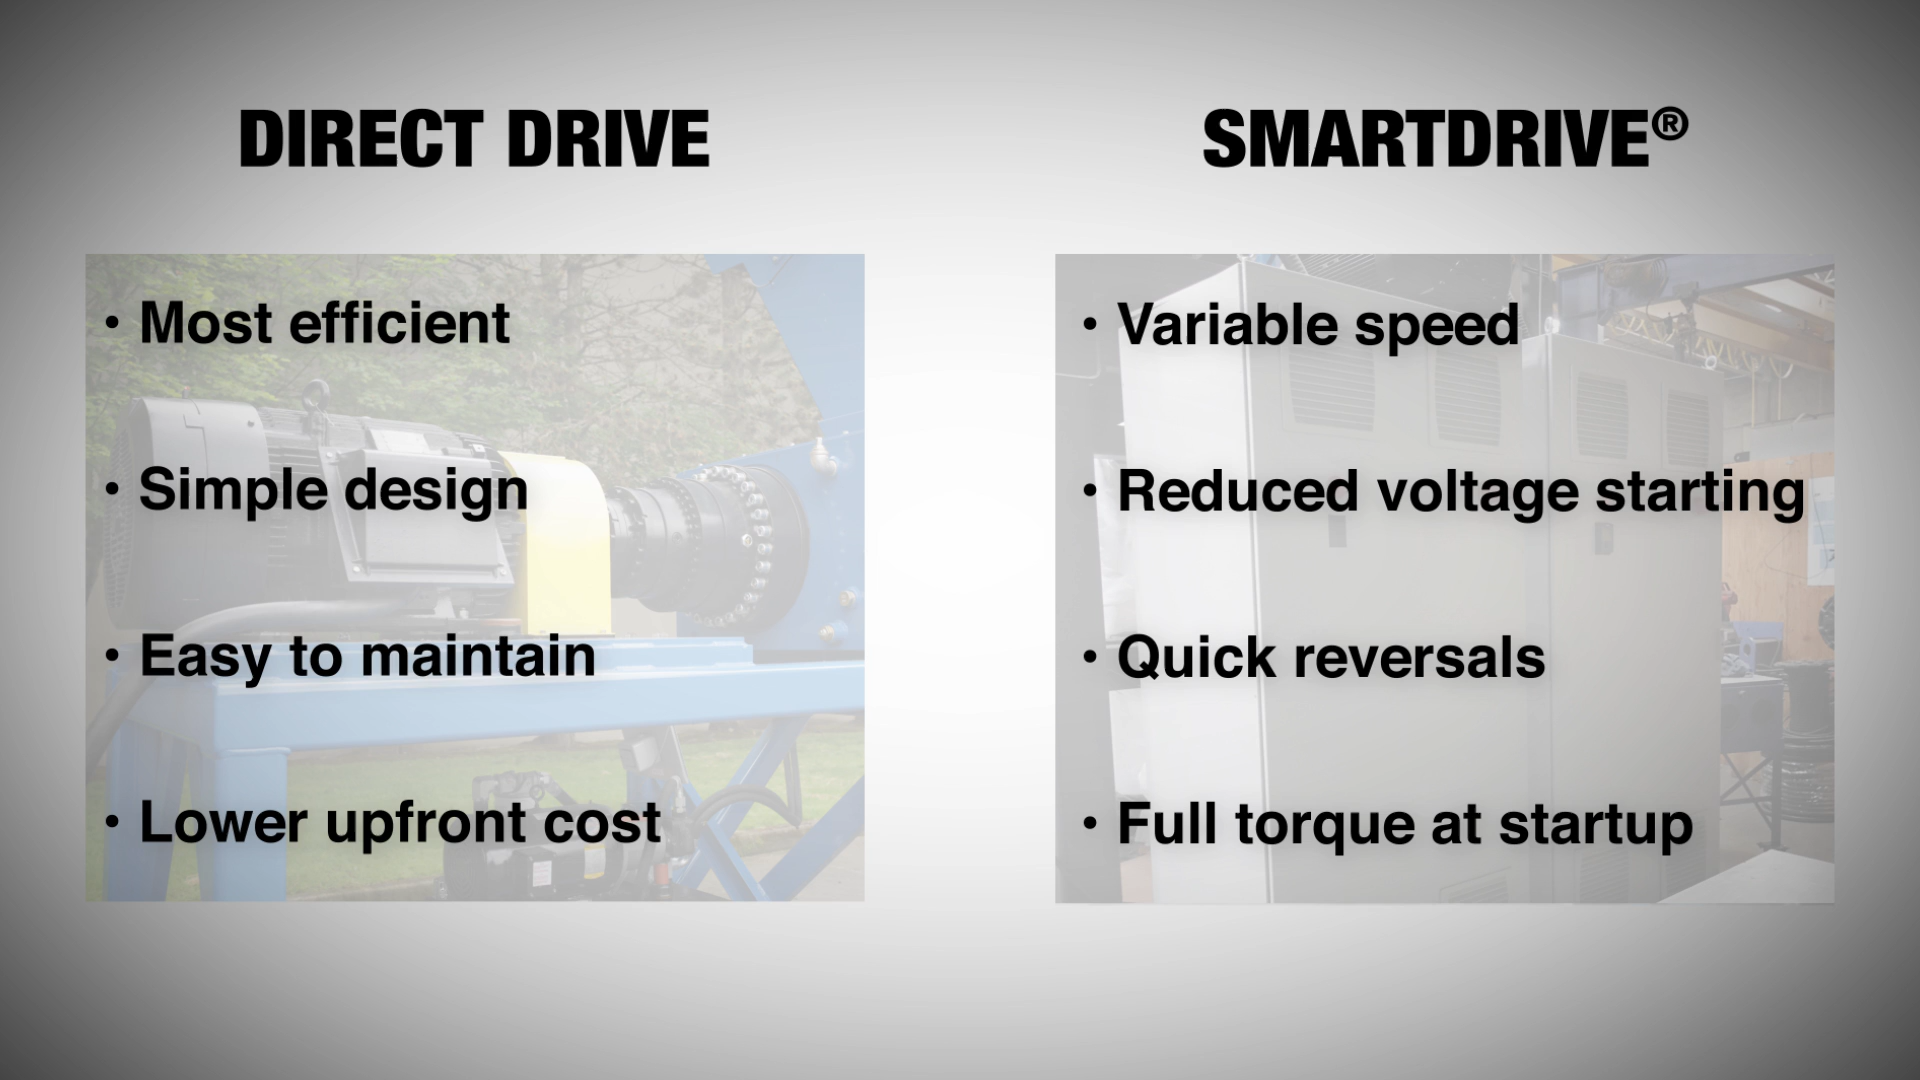 DIRECT DRIVE
• Most efficient
• Simple design
• Easy to maintain
• Lower upfront cost
SMARTDRIVE®
• Variable speed
• Reduced voltage starting
• Quick reversals
• Full torque at startup